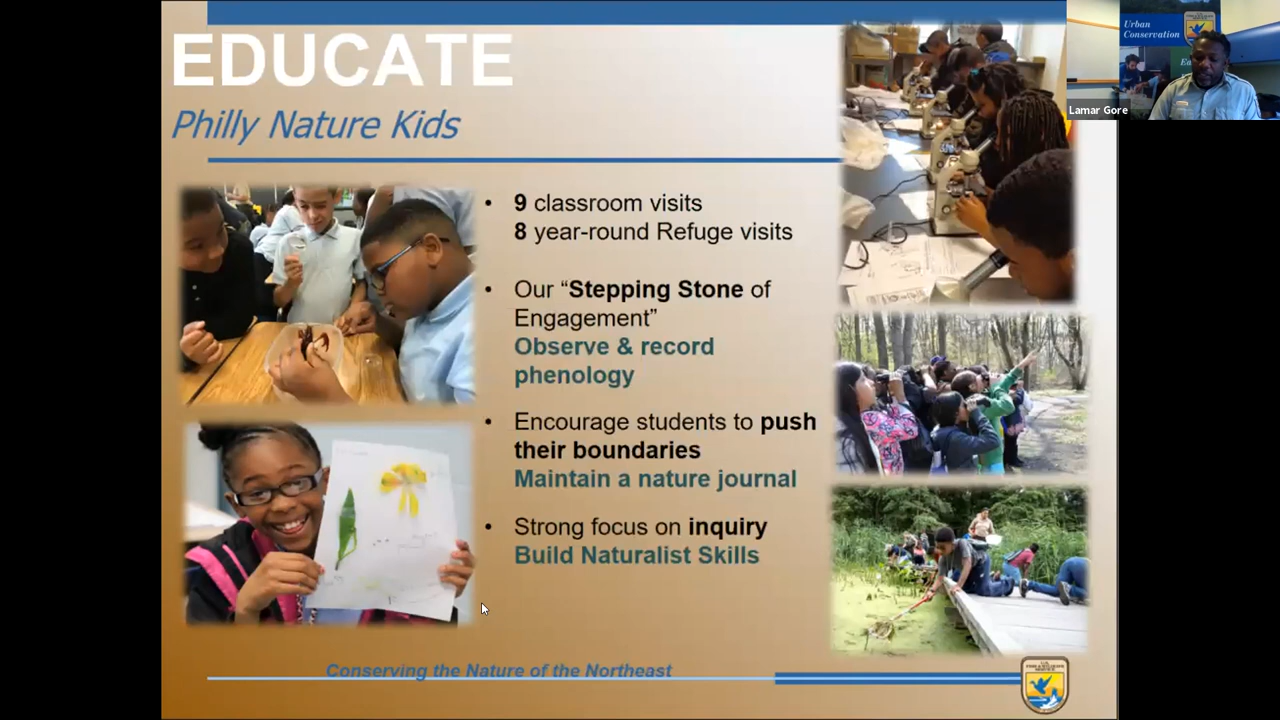 EDUCATE
Philly Nature Kids
• 9 classroom visits
8 year-round Refuge visits
• Our “Stepping Stone of
Engagement”
Observe & record
phenology
• Encourage students to push
their boundaries
Maintain a nature journal
• Strong focus on inquiry
Build Naturalist Skills
Conserving the Nature of the Northeast
Urban
Conservation
Lamar Gore